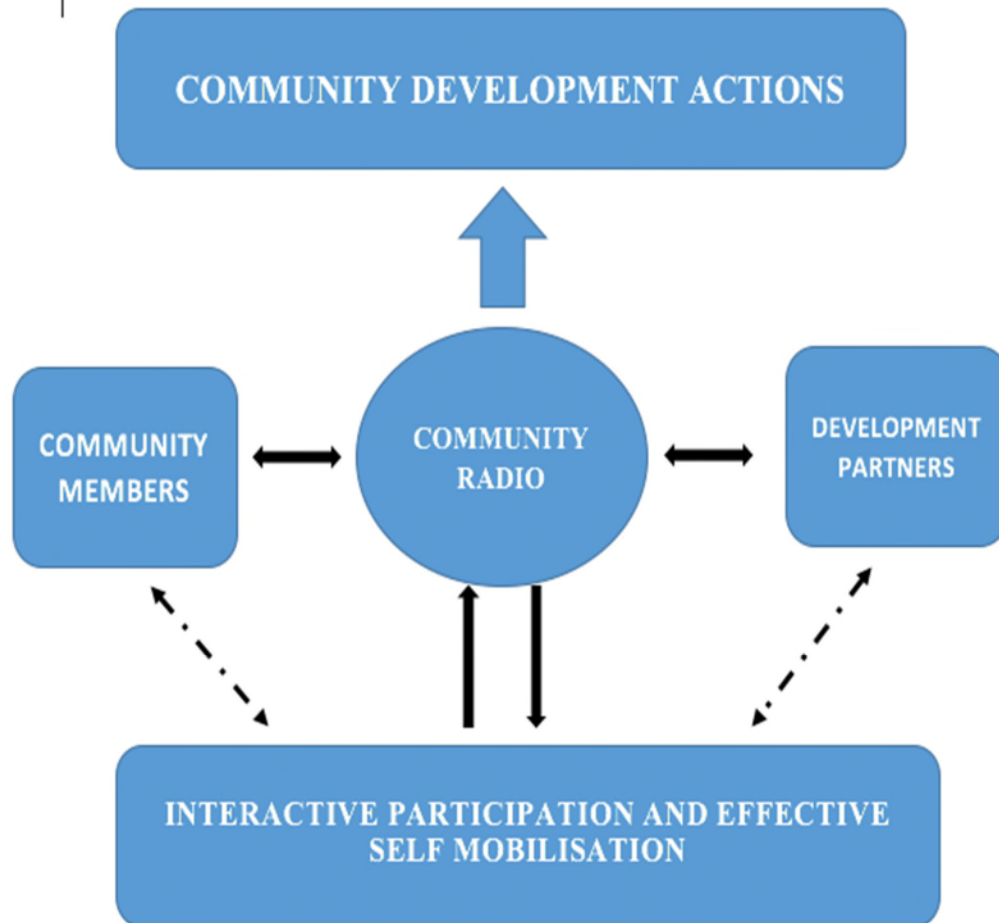 COMMUNITY DEVELOPMENT ACTIONS
COMMUNITY
MEMBERS
COMMUNITY
RADIO
DEVELOPMENT
PARTNERS
INTERACTIVE PARTICIPATION AND EFFECTIVE
SELF MOBILISATION